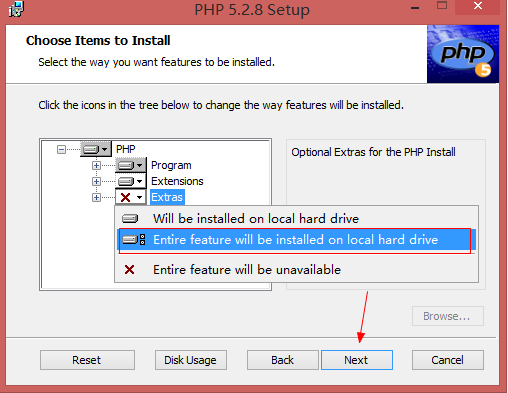 PHP 5.2.8 Setup
Choose Items to Install
Select the way you want features to be installed.
php
5
Click the icons in the tree below to change the way features will be installed.
PHP
Program
Extensions
Extras
Optional Extras for the PHP Install
Will be installed on local hard drive
Entire feature will be installed on local hard drive
Entire feature will be unavailable
Browse...
Reset
Disk Usage
Back
Next
Cancel